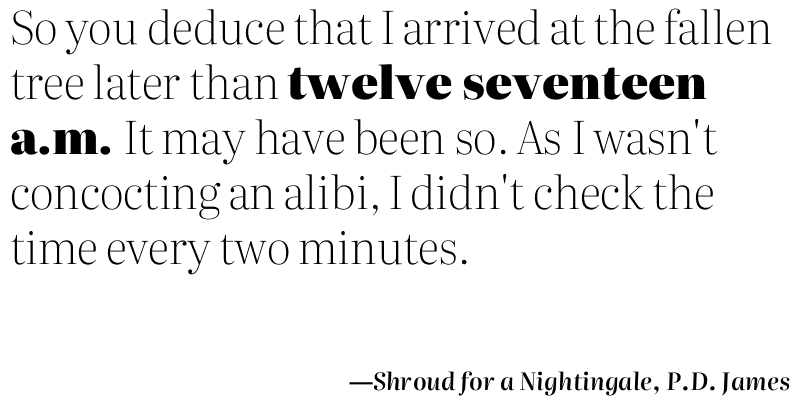 So you deduce that I arrived at the fallen
tree later than twelve seventeen
a.m. It may have been so. As I wasn't
concocting an alibi, I didn't check the
time every two minutes.
—Shroud for a Nightingale, P.D. James